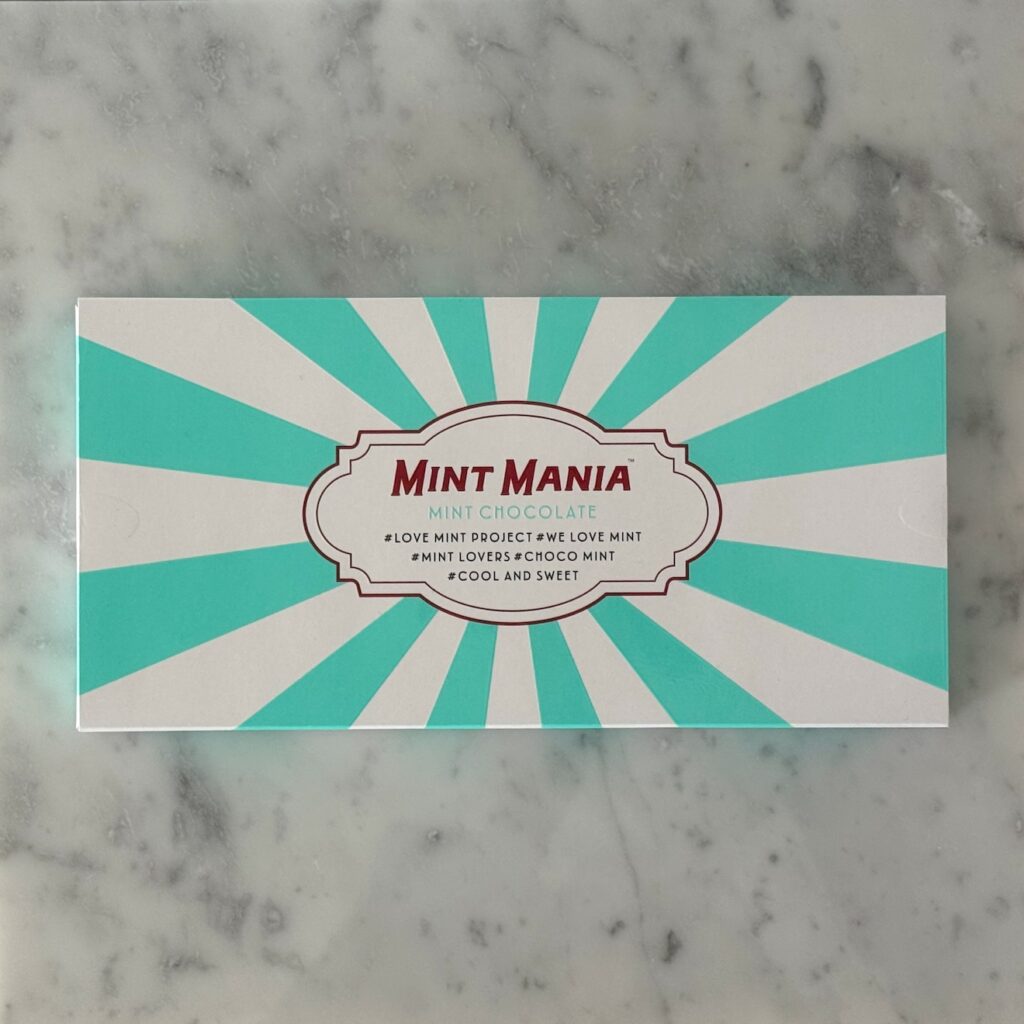 MINT MANIA™
MINT CHOCOLATE
#LOVE MINT PROJECT #WE LOVE MINT
#MINT LOVERS #CHOCO MINT
#COOL AND SWEET